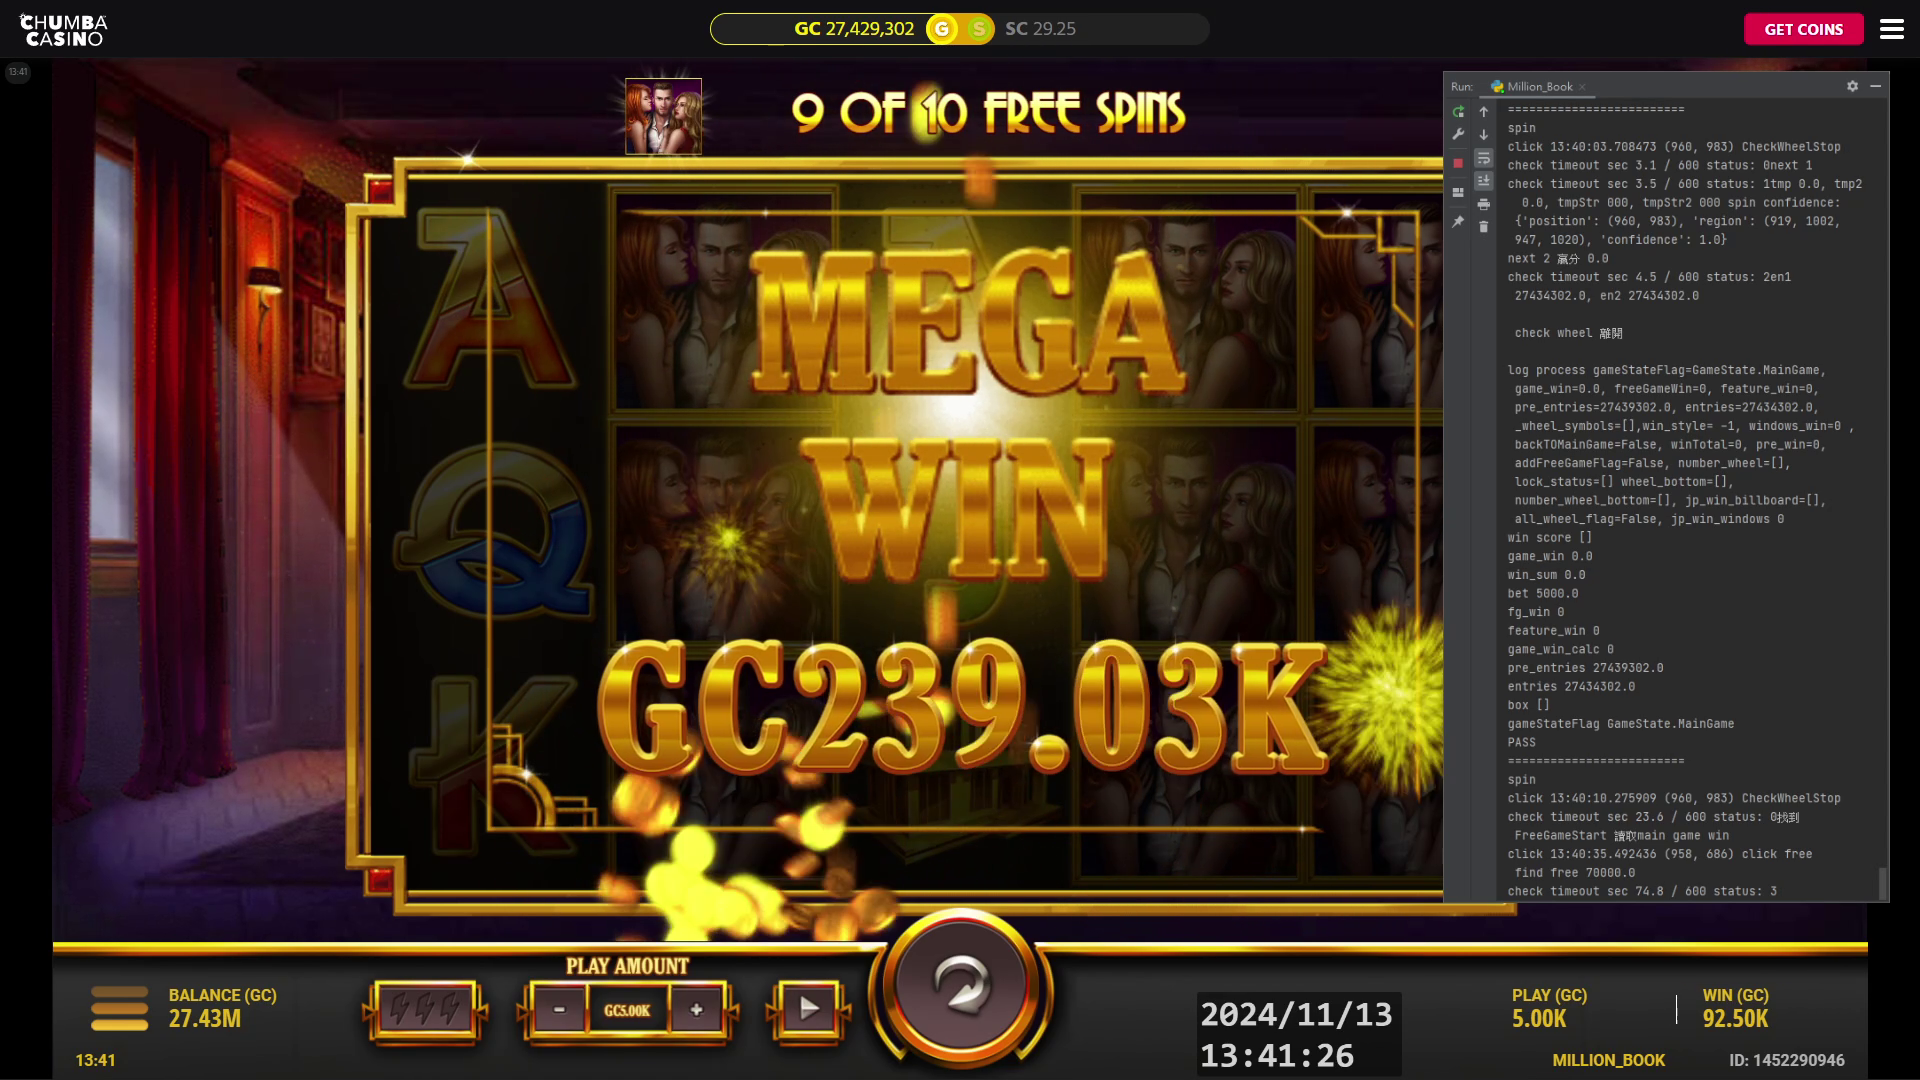 CHUMBA
CASINO
GC 27,429,302
G
S
SC 29.25
GET COINS
13:41
9 OF 10 FREE SPINS
A
Q
K
MEGA
WIN
GC239.03K
Run:
Million_Book
=========================
spin
click 13:40:03.708473 (960, 983) CheckWheelStop
check timeout sec 3.1 / 600 status: 0next 1
check timeout sec 3.5 / 600 status: 1tmp 0.0, tmp2
0.0, tmpStr 000, tmpStr2 000 spin confidence:
{'position': (960, 983), 'region': (919, 1002,
947, 1020), 'confidence': 1.0}
next 2 贏分 0.0
check timeout sec 4.5 / 600 status: 2en1
27434302.0, en2 27434302.0
check wheel 離開
log process gameStateFlag=GameState.MainGame,
game_win=0.0, freeGameWin=0, feature_win=0,
pre_entries=27439302.0, entries=27434302.0,
_wheel_symbols=[],win_style= -1, windows_win=0 ,
backTOMainGame=False, winTotal=0, pre_win=0,
addFreeGameFlag=False, number_wheel=[],
lock_status=[] wheel_bottom=[],
number_wheel_bottom=[], jp_win_billboard=[],
all_wheel_flag=False, jp_win_windows 0
win score []
game_win 0.0
win_sum 0.0
bet 5000.0
fg_win 0
feature_win 0
game_win_calc 0
pre_entries 27439302.0
entries 27434302.0
box []
gameStateFlag GameState.MainGame
PASS
=========================
spin
click 13:40:10.275909 (960, 983) CheckWheelStop
check timeout sec 23.6 / 600 status: 0找到
FreeGameStart 讀取main game win
click 13:40:35.492436 (958, 686) click free
find free 70000.0
check timeout sec 74.8 / 600 status: 3
BALANCE (GC)
27.43M
13:41
PLAY AMOUNT
-
GC5.00K
+
2024/11/13
13:41:26
PLAY (GC)
5.00K
WIN (GC)
92.50K
MILLION_BOOK
ID: 1452290946